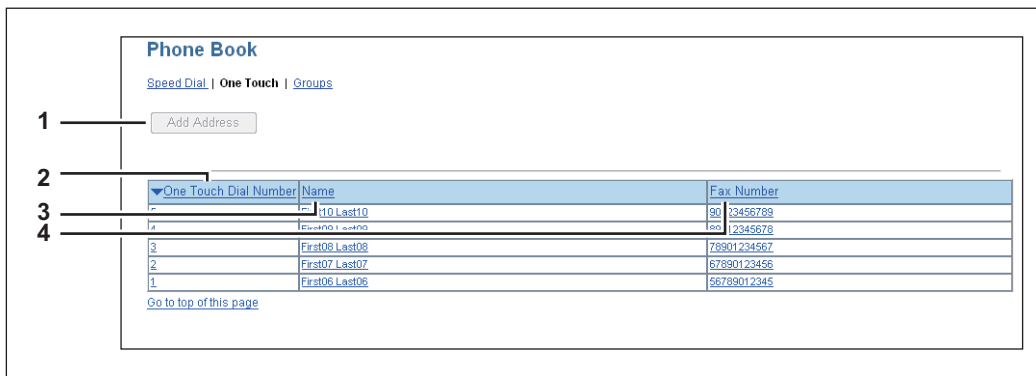 Phone Book
Speed Dial | One Touch | Groups
1
Add Address
2
▼One Touch Dial Number Name Fax Number
3
Last10
4
Last09
3 First08 Last08 78901234567
2 First07 Last07 67890123456
1 First06 Last06 56789012345
Go to top of this page